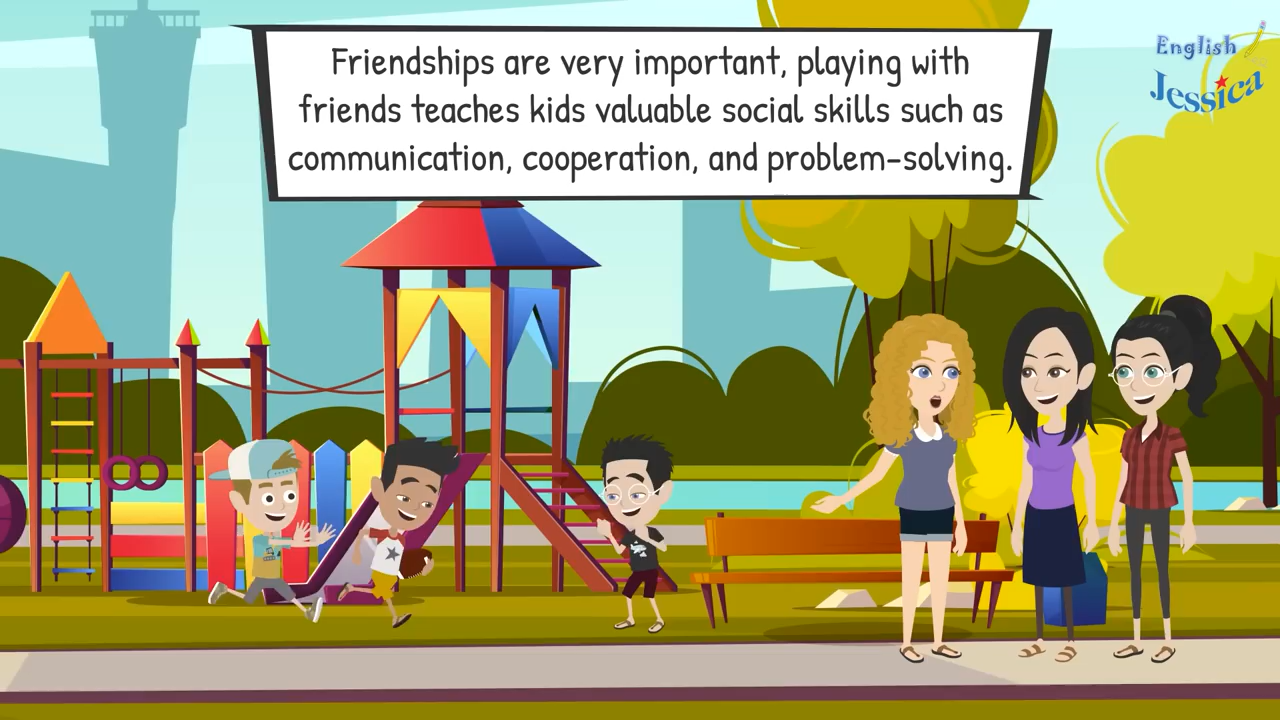 Friendships are very important, playing with
friends teaches kids valuable social skills such as
communication, cooperation, and problem-solving.
English
Jessica